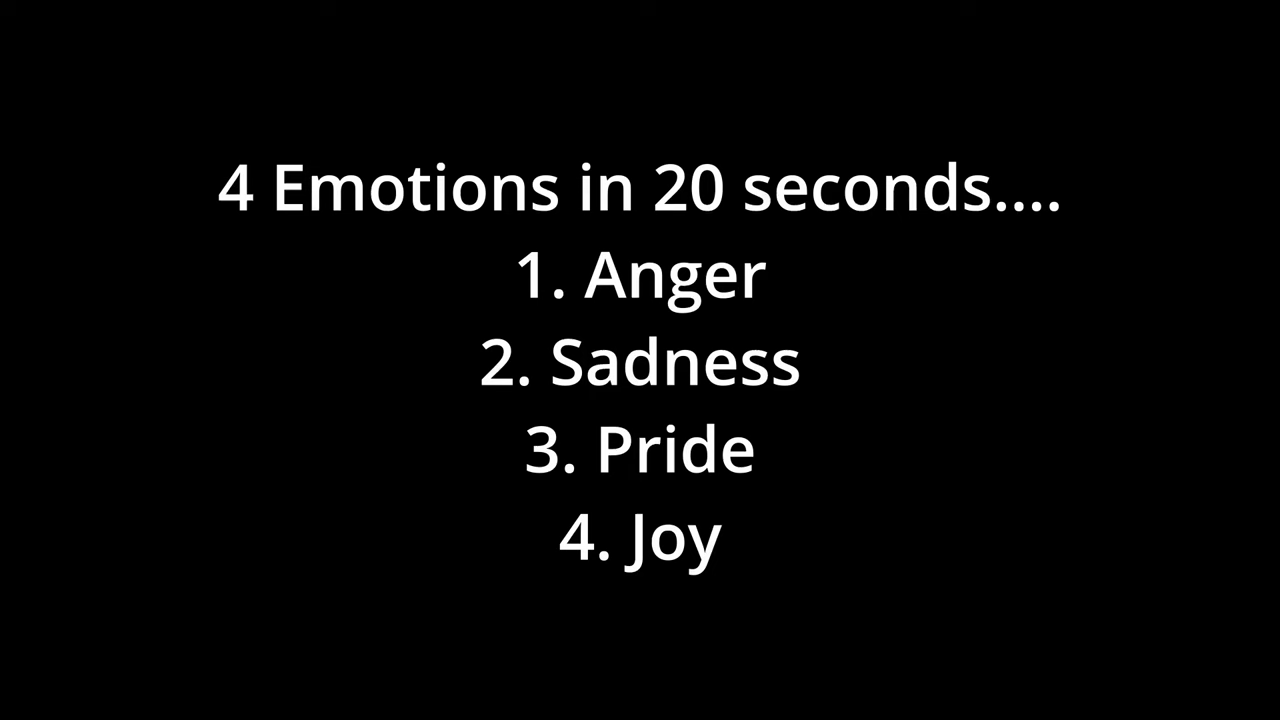 4 Emotions in 20 seconds....
1. Anger
2. Sadness
3. Pride
4. Joy